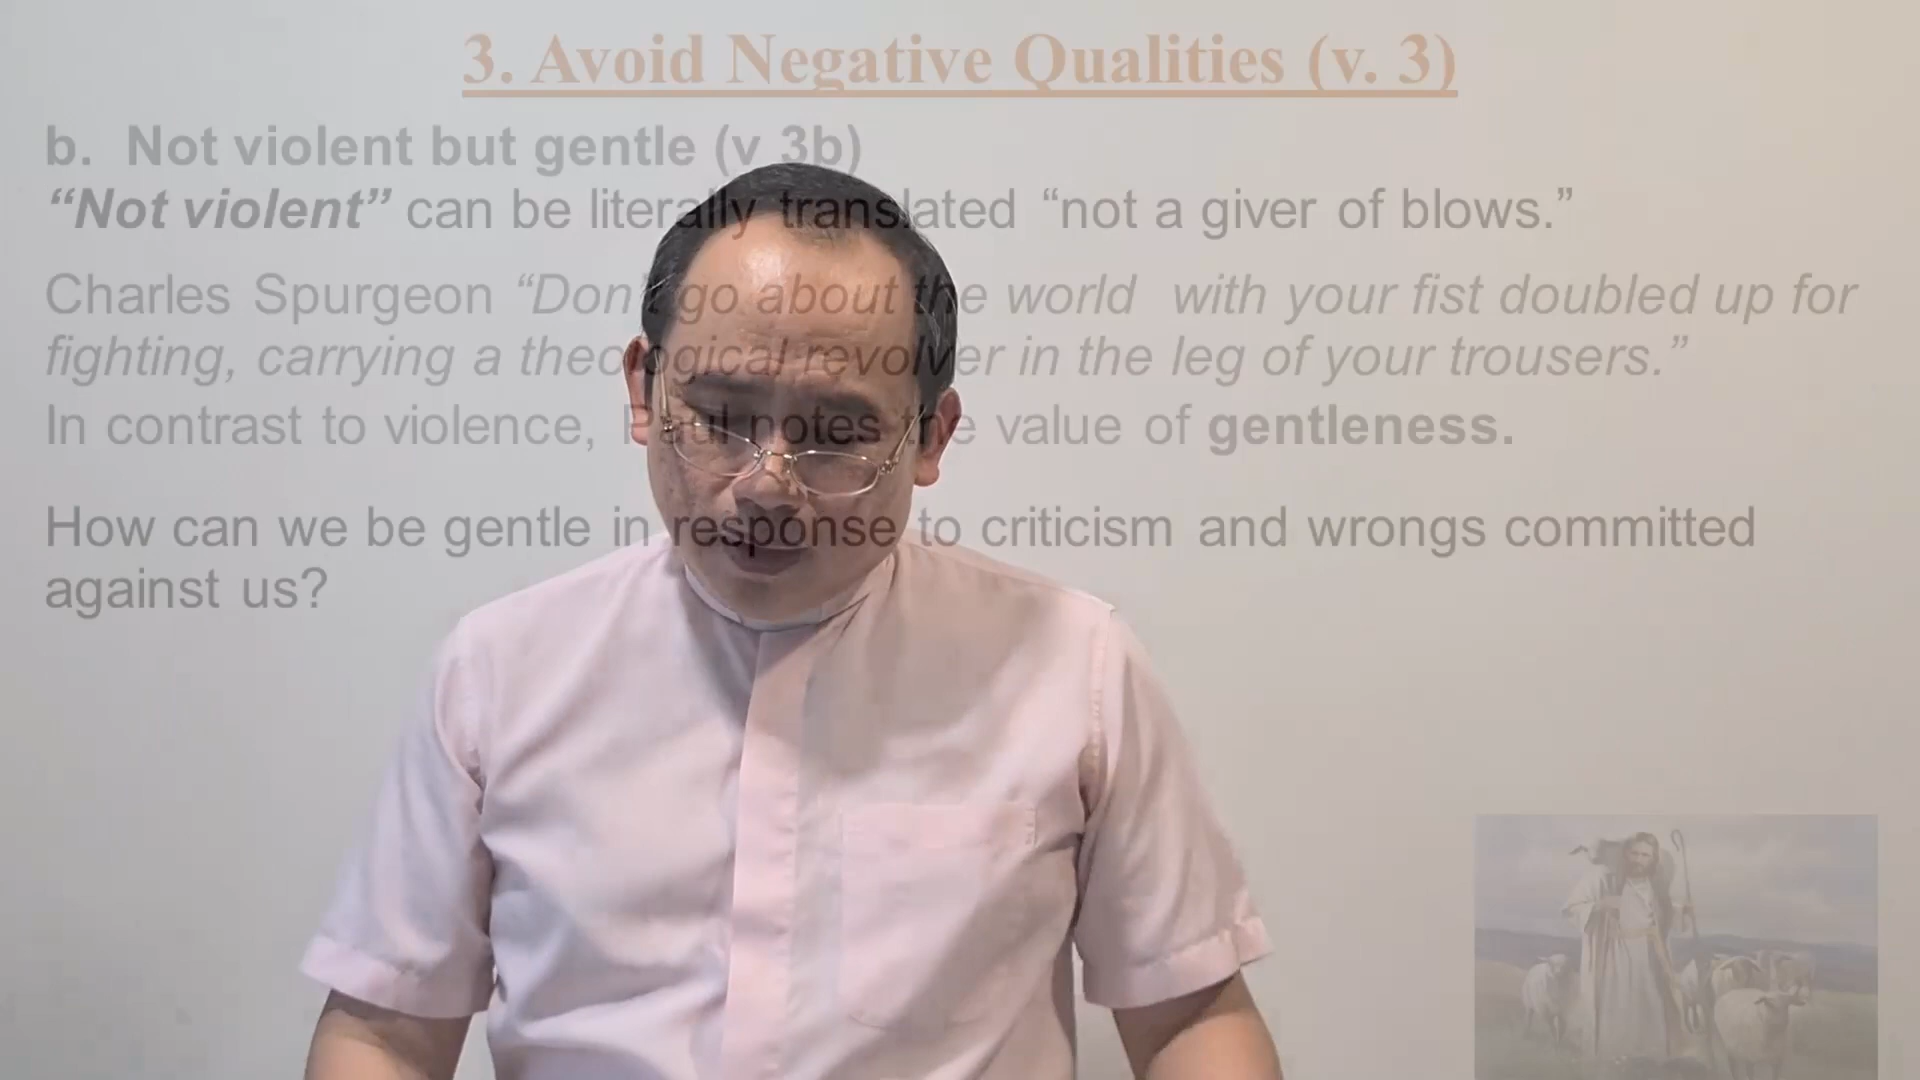 3. Avoid Negative Qualities (v. 3)
b. Not violent but gentle (v 3b)
“Not violent” can be literally translated “not a giver of blows.”
Charles Spurgeon “Don’t go about the world with your fist doubled up for
fighting, carrying a theological revolver in the leg of your trousers.”
In contrast to violence, Paul notes the value of gentleness.
How can we be gentle in response to criticism and wrongs committed
against us?